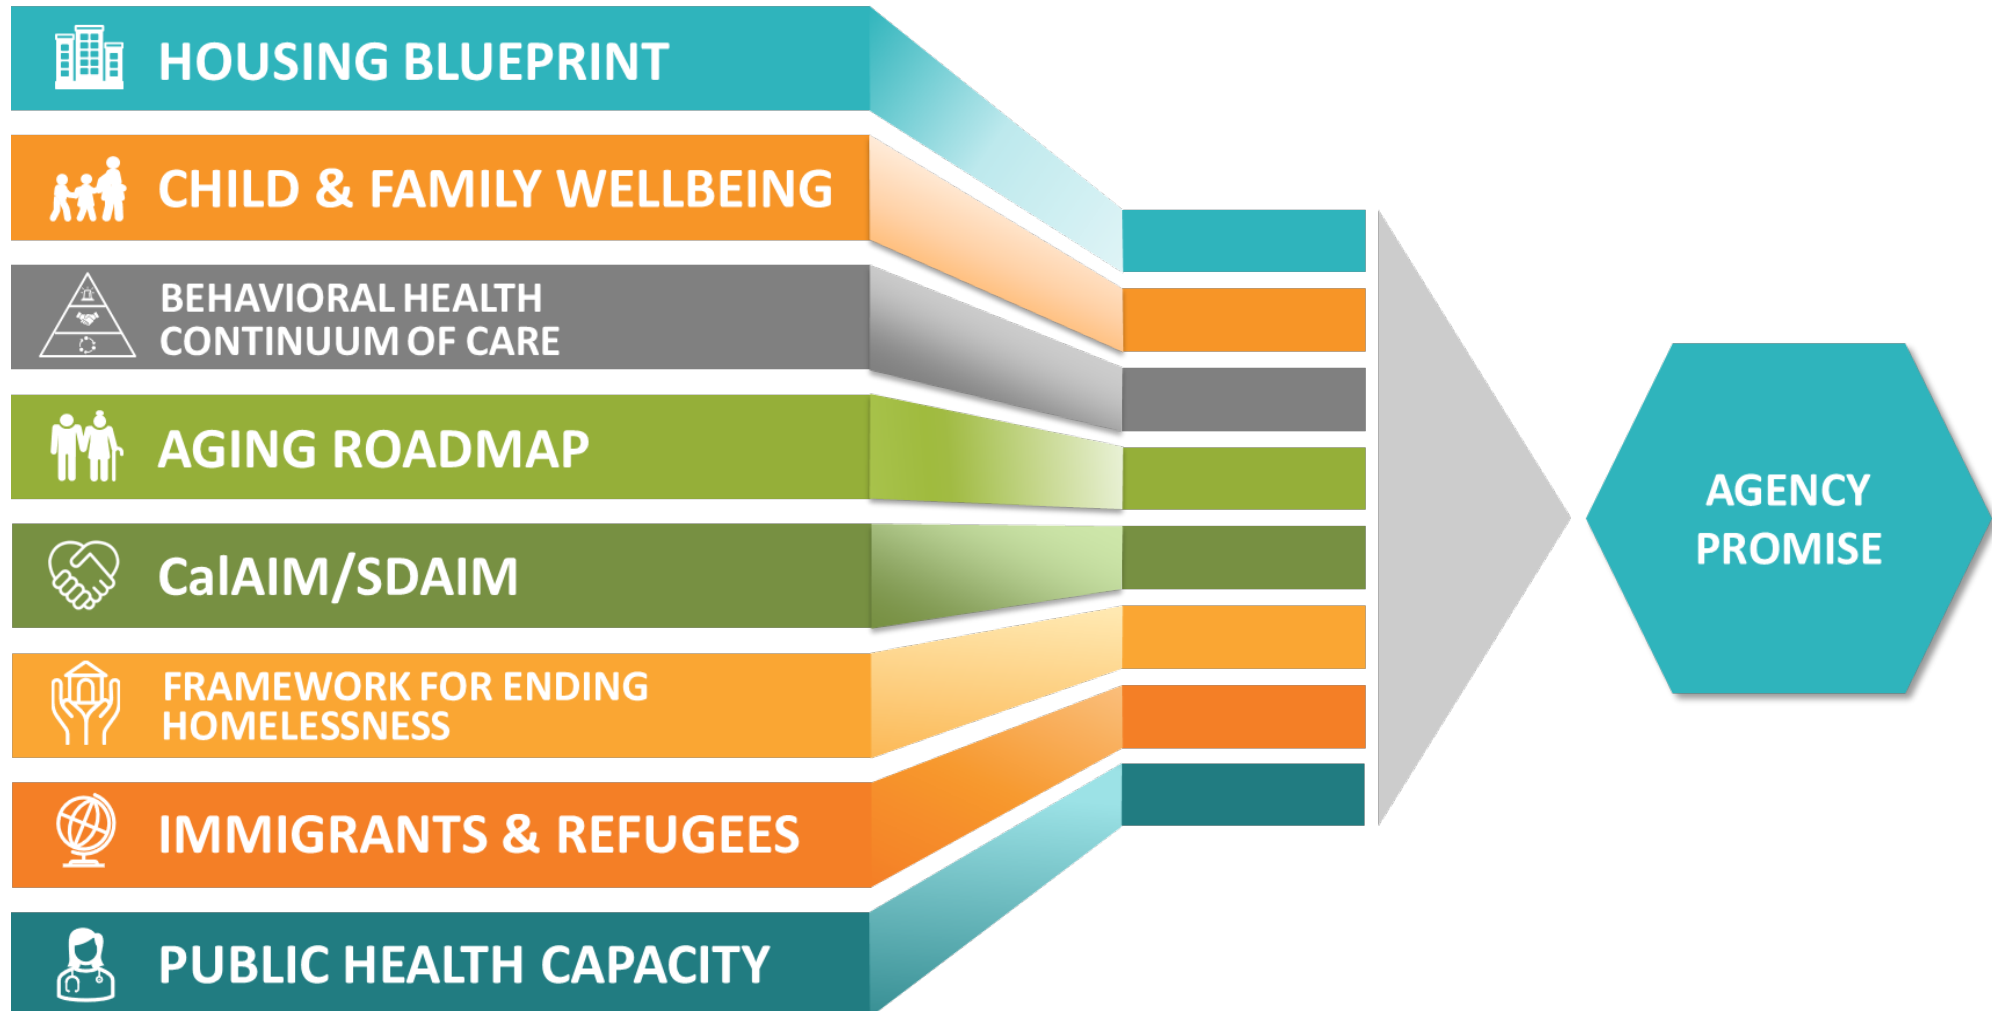 HOUSING BLUEPRINT
CHILD & FAMILY WELLBEING
BEHAVIORAL HEALTH
CONTINUUM OF CARE
AGING ROADMAP
CalAIM/SDAIM
FRAMEWORK FOR ENDING
HOMELESSNESS
IMMIGRANTS & REFUGEES
PUBLIC HEALTH CAPACITY
AGENCY
PROMISE